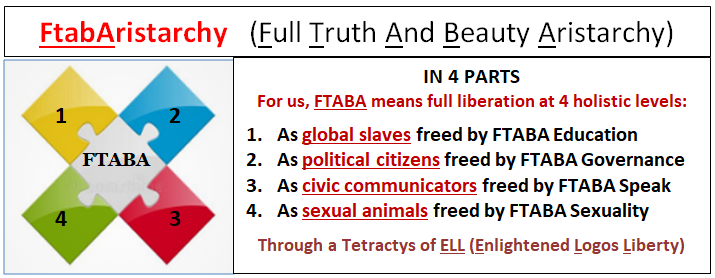 FtabAristarchy (Full Truth And Beauty Aristarchy)
1 2
FTABA
4 3
IN 4 PARTS
For us, FTABA means full liberation at 4 holistic levels:
1. As global slaves freed by FTABA Education
2. As political citizens freed by FTABA Governance
3. As civic communicators freed by FTABA Speak
4. As sexual animals freed by FTABA Sexuality
Through a Tetractys of ELL (Enlightened Logos Liberty)